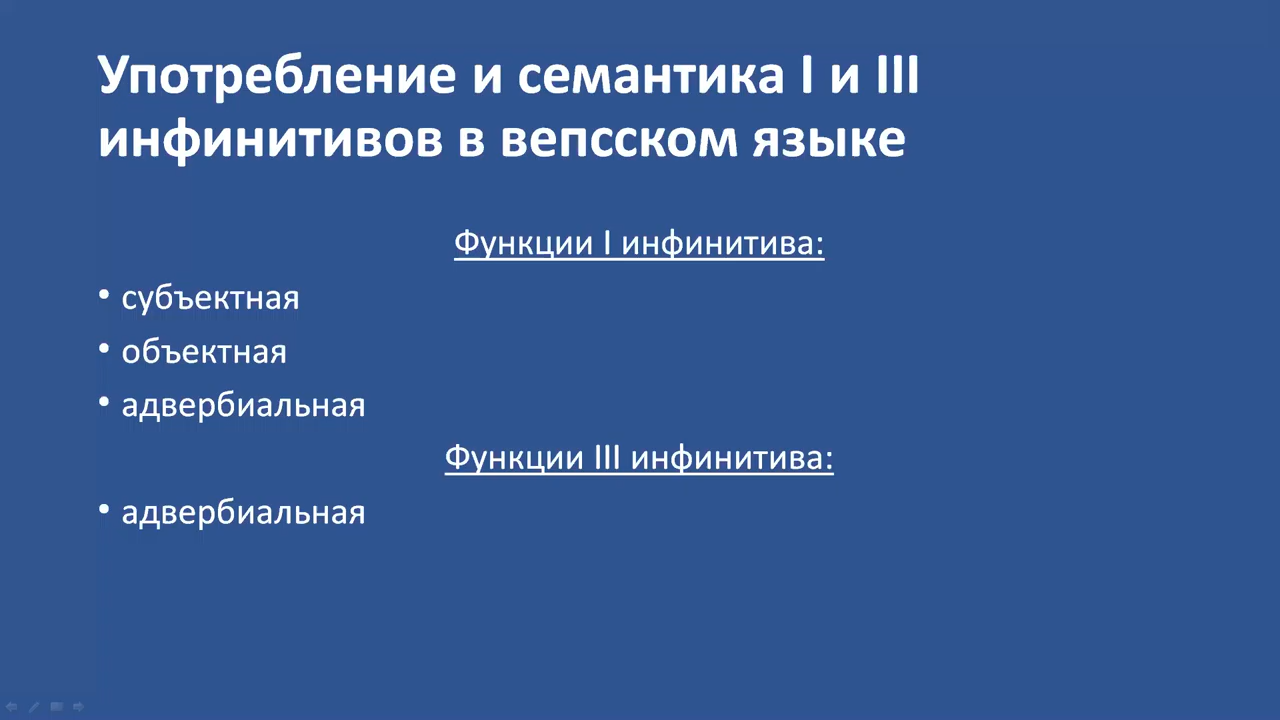 Употребление и семантика I и III
инфинитивов в вепсском языке
Функции I инфинитива:
• субъектная
• объектная
• адвербиальная
Функции III инфинитива:
• адвербиальная